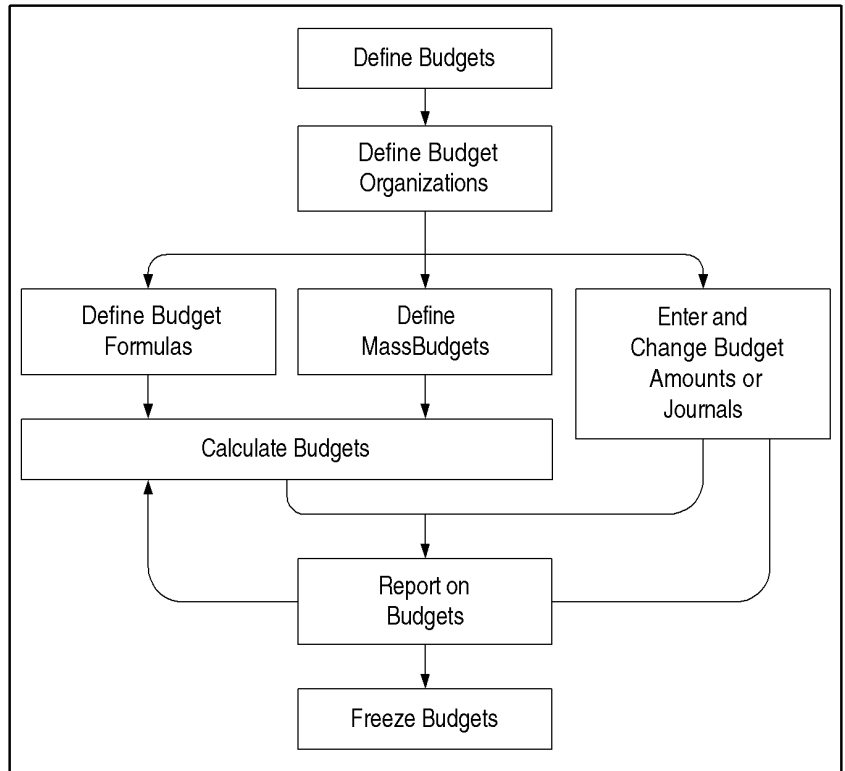 Define Budgets
Define Budget
Organizations
Define Budget
Formulas
Define
MassBudgets
Enter and
Change Budget
Amounts or
Journals
Calculate Budgets
Report on
Budgets
Freeze Budgets